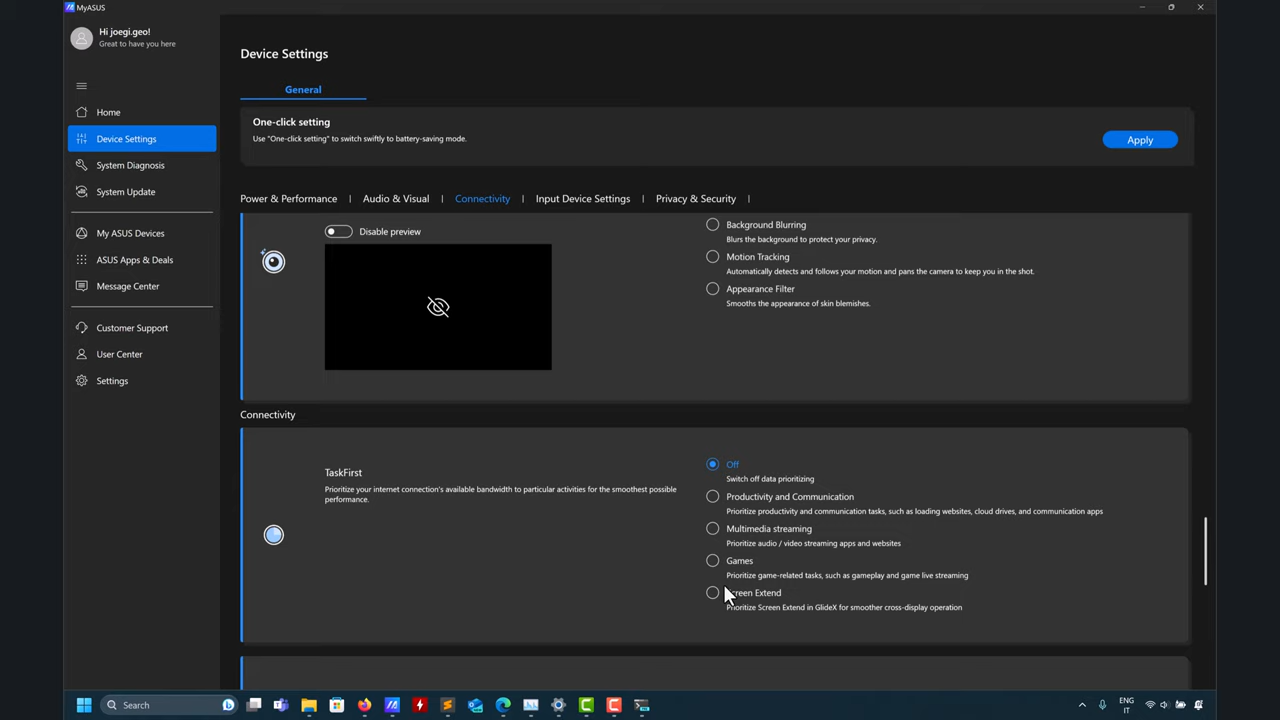 MyASUS
Hi joegi.geo!
Great to have you here
Home
Device Settings
System Diagnosis
System Update
My ASUS Devices
ASUS Apps & Deals
Message Center
Customer Support
User Center
Settings
Device Settings
General
One-click setting
Use "One-click setting" to switch swiftly to battery-saving mode.
Apply
Power & Performance | Audio & Visual | Connectivity | Input Device Settings | Privacy & Security |
Disable preview
Background Blurring
Blurs the background to protect your privacy.
Motion Tracking
Automatically detects and follows your motion and pans the camera to keep you in the shot.
Appearance Filter
Smooths the appearance of skin blemishes.
Connectivity
TaskFirst
Prioritize your internet connection's available bandwidth to particular activities for the smoothest possible
performance.
Off
Switch off data prioritizing
Productivity and Communication
Prioritize productivity and communication tasks, such as loading websites, cloud drives, and communication apps
Multimedia streaming
Prioritize audio / video streaming apps and websites
Games
Prioritize game-related tasks, such as gameplay and game live streaming
Screen Extend
Prioritize Screen Extend in GlideX for smoother cross-display operation
Search
ENG
IT